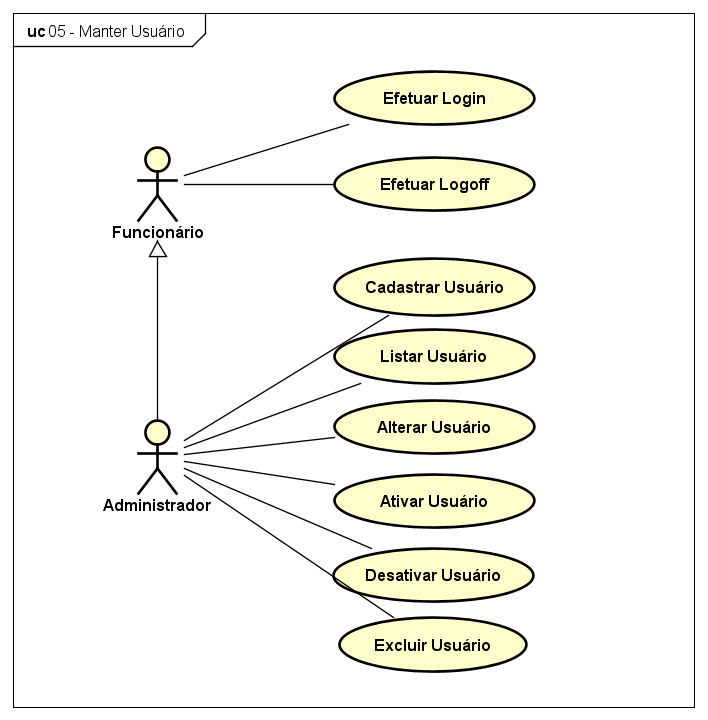 uc 05 - Manter Usuário
Efetuar Login
Efetuar Logoff
Funcionário
Cadastrar Usuário
Listar Usuário
Alterar Usuário
Ativar Usuário
Administrador
Desativar Usuário
Excluir Usuário